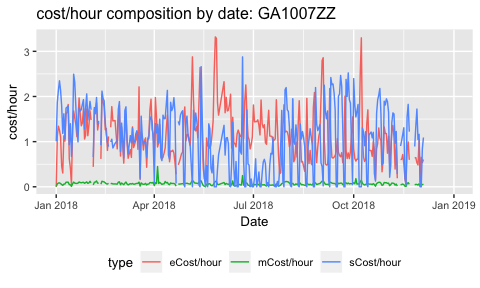 cost/hour composition by date: GA1007ZZ
3
2
1
0
cost/hour
Jan 2018 Apr 2018 Jul 2018 Oct 2018 Jan 2019
Date
type eCost/hour mCost/hour sCost/hour